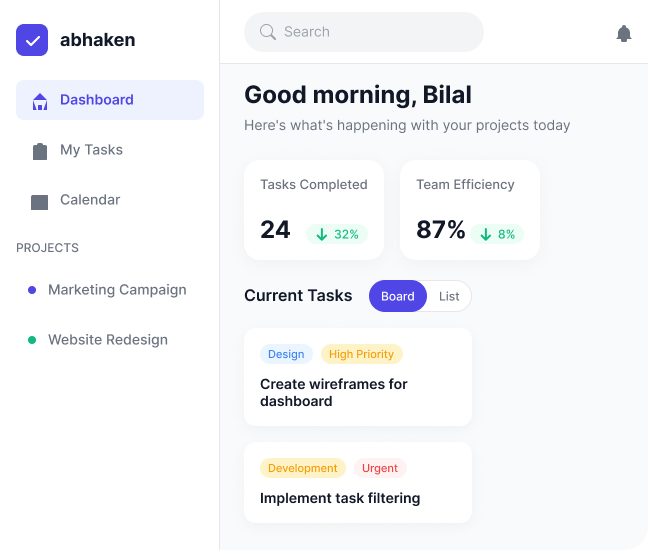 abhaken
Dashboard
My Tasks
Calendar
PROJECTS
Marketing Campaign
Website Redesign
Search
Good morning, Bilal
Here's what's happening with your projects today
Tasks Completed
24
32%
Team Efficiency
87%
8%
Current Tasks
Board
List
Design
High Priority
Create wireframes for
dashboard
Development
Urgent
Implement task filtering